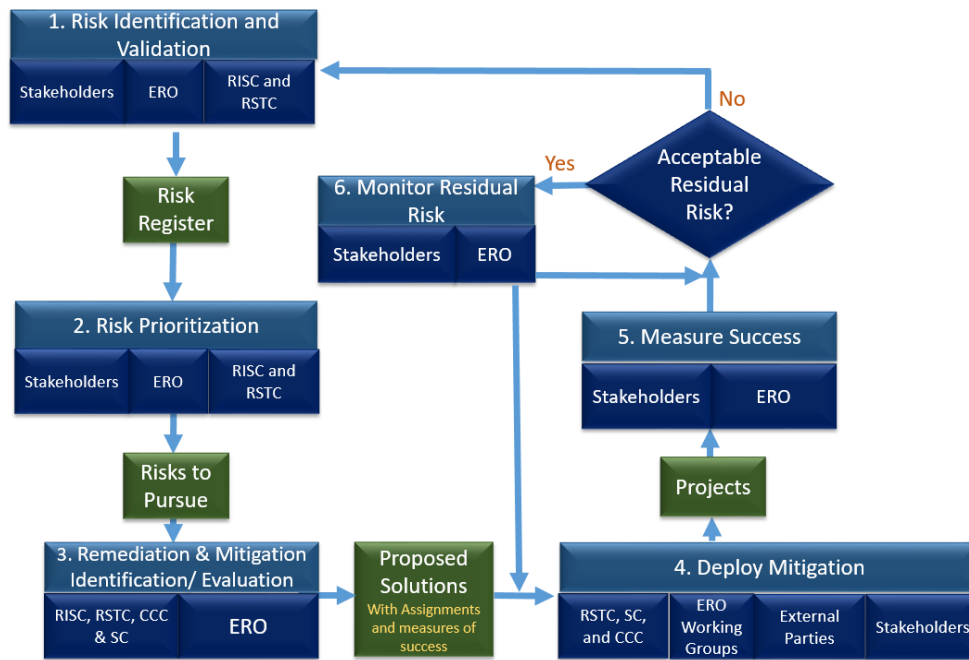 1. Risk Identification and
Validation
Stakeholders
ERO
RISC and
RSTC
Risk
Register
2. Risk Prioritization
Stakeholders
ERO
RISC and
RSTC
Risks to
Pursue
3. Remediation & Mitigation
Identification/ Evaluation
RISC, RSTC, CCC
& SC
ERO
Proposed
Solutions
With Assignments
and measures of
success
4. Deploy Mitigation
RSTC, SC,
and CCC
ERO
Working
Groups
External
Parties
Stakeholders
Projects
5. Measure Success
Stakeholders
ERO
Acceptable
Residual
Risk?
No
Yes
6. Monitor Residual
Risk
Stakeholders
ERO